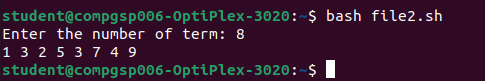 student@compgsp006-OptiPlex-3020:~$ bash file2.sh
Enter the number of term: 8
1 3 2 5 3 7 4 9
student@compgsp006-OptiPlex-3020:~$